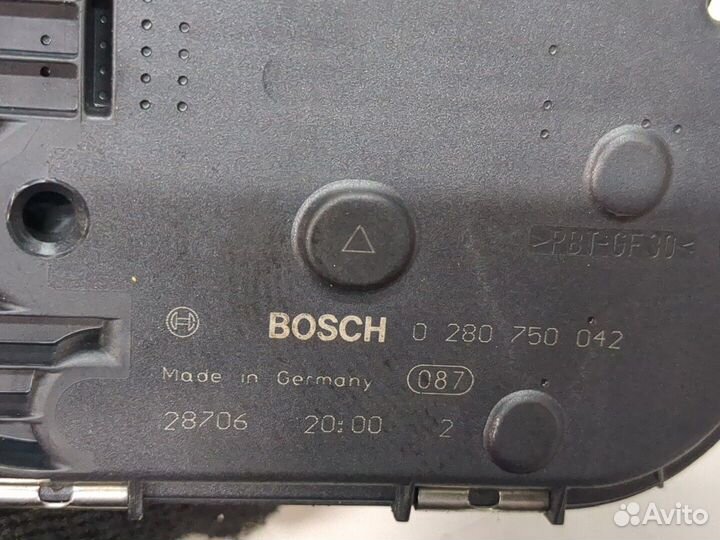 >PBT-GF30<
BOSCH 0 280 750 042
Made in Germany 087
28706 20:00 2
Avito